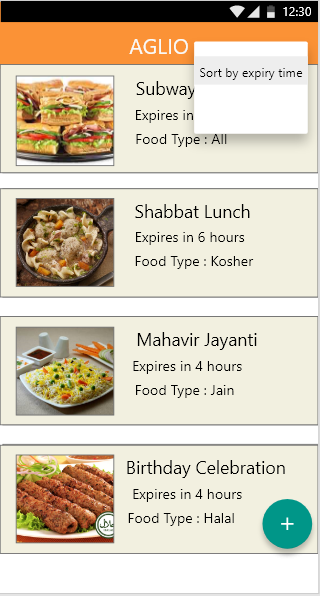 12:30
AGLIO
Sort by expiry time
Subway
Expires in
Food Type : All
Shabbat Lunch
Expires in 6 hours
Food Type : Kosher
Mahavir Jayanti
Expires in 4 hours
Food Type : Jain
Birthday Celebration
Expires in 4 hours
Food Type : Halal